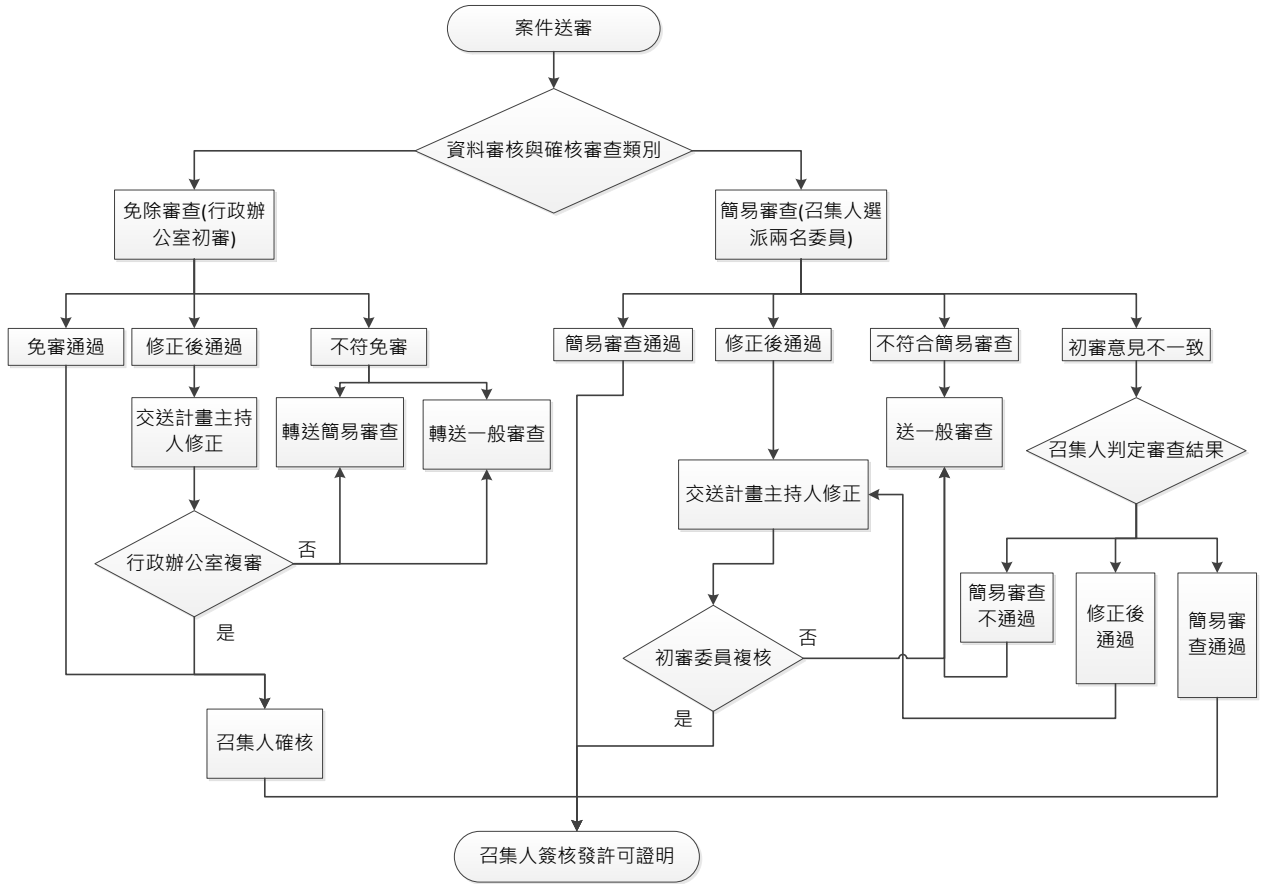 案件送審
資料審核與確核審查類別
免除審查(行政辦
公室初審)
簡易審查(召集人選
派兩名委員)
免審通過
修正後通過
不符免審
簡易審查通過
修正後通過
不符合簡易審查
初審意見不一致
交送計畫主持
人修正
轉送簡易審查
轉送一般審查
送一般審查
召集人判定審查結果
交送計畫主持人修正
行政辦公室複審
否
是
簡易審查
不通過
修正後
通過
簡易審
查通過
初審委員複核
否
是
召集人確核
召集人簽核發許可證明